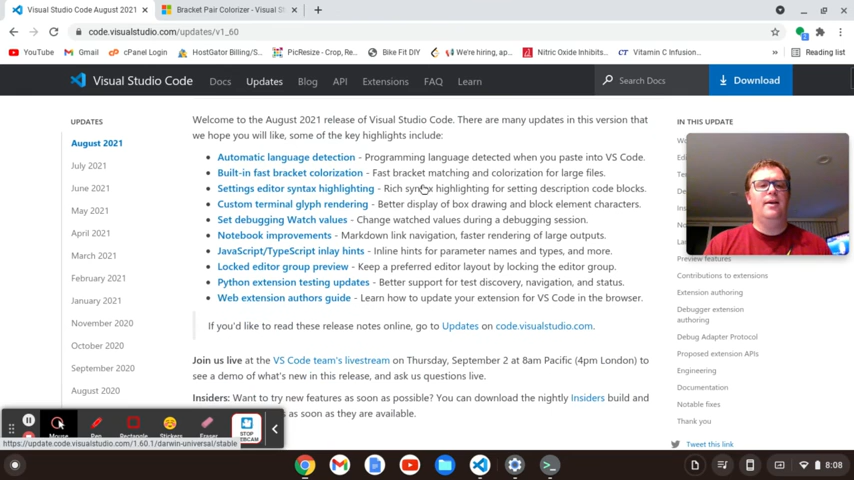 Visual Studio Code August 2021
Bracket Pair Colorizer - Visual S
code.visualstudio.com/updates/v1_60
YouTube
Gmail
cPanel Login
HostGator Billing/S...
PicResize - Crop, Re...
Bike Fit DIY
We're hiring, ap...
Nitric Oxide Inhibits...
CT Vitamin C Infusion...
Reading list
Visual Studio Code
Docs Updates Blog API Extensions FAQ Learn
Search Docs
Download
UPDATES
August 2021
July 2021
June 2021
May 2021
April 2021
March 2021
February 2021
January 2021
November 2020
October 2020
September 2020
August 2020
Welcome to the August 2021 release of Visual Studio Code. There are many updates in this version that
we hope you will like, some of the key highlights include:
• Automatic language detection - Programming language detected when you paste into VS Code.
• Built-in fast bracket colorization - Fast bracket matching and colorization for large files.
• Settings editor syntax highlighting - Rich syntax highlighting for setting description code blocks.
• Custom terminal glyph rendering - Better display of box drawing and block element characters.
• Set debugging Watch values - Change watched values during a debugging session.
• Notebook improvements - Markdown link navigation, faster rendering of large outputs.
• JavaScript/TypeScript inlay hints - Inline hints for parameter names and types, and more.
• Locked editor group preview - Keep a preferred editor layout by locking the editor group.
• Python extension testing updates - Better support for test discovery, navigation, and status.
• Web extension authors guide - Learn how to update your extension for VS Code in the browser.
If you'd like to read these release notes online, go to Updates on code.visualstudio.com.
Join us live at the VS Code team's livestream on Thursday, September 2 at 8am Pacific (4pm London) to
see a demo of what's new in this release, and ask us questions live.
Insiders: Want to try new features as soon as possible? You can download the nightly Insiders build and
as soon as they are available.
IN THIS UPDATE
Preview features
Contributions to extensions
Extension authoring
Debugger extension
authoring
Debug Adapter Protocol
Proposed extension APIs
Engineering
Documentation
Notable fixes
Thank you
Tweet this link
Mouse
Pen
Rectangle
Stickers
Eraser
STOP
WEBCAM
https://update.code.visualstudio.com/1.60.1/darwin-universal/stable
8:08